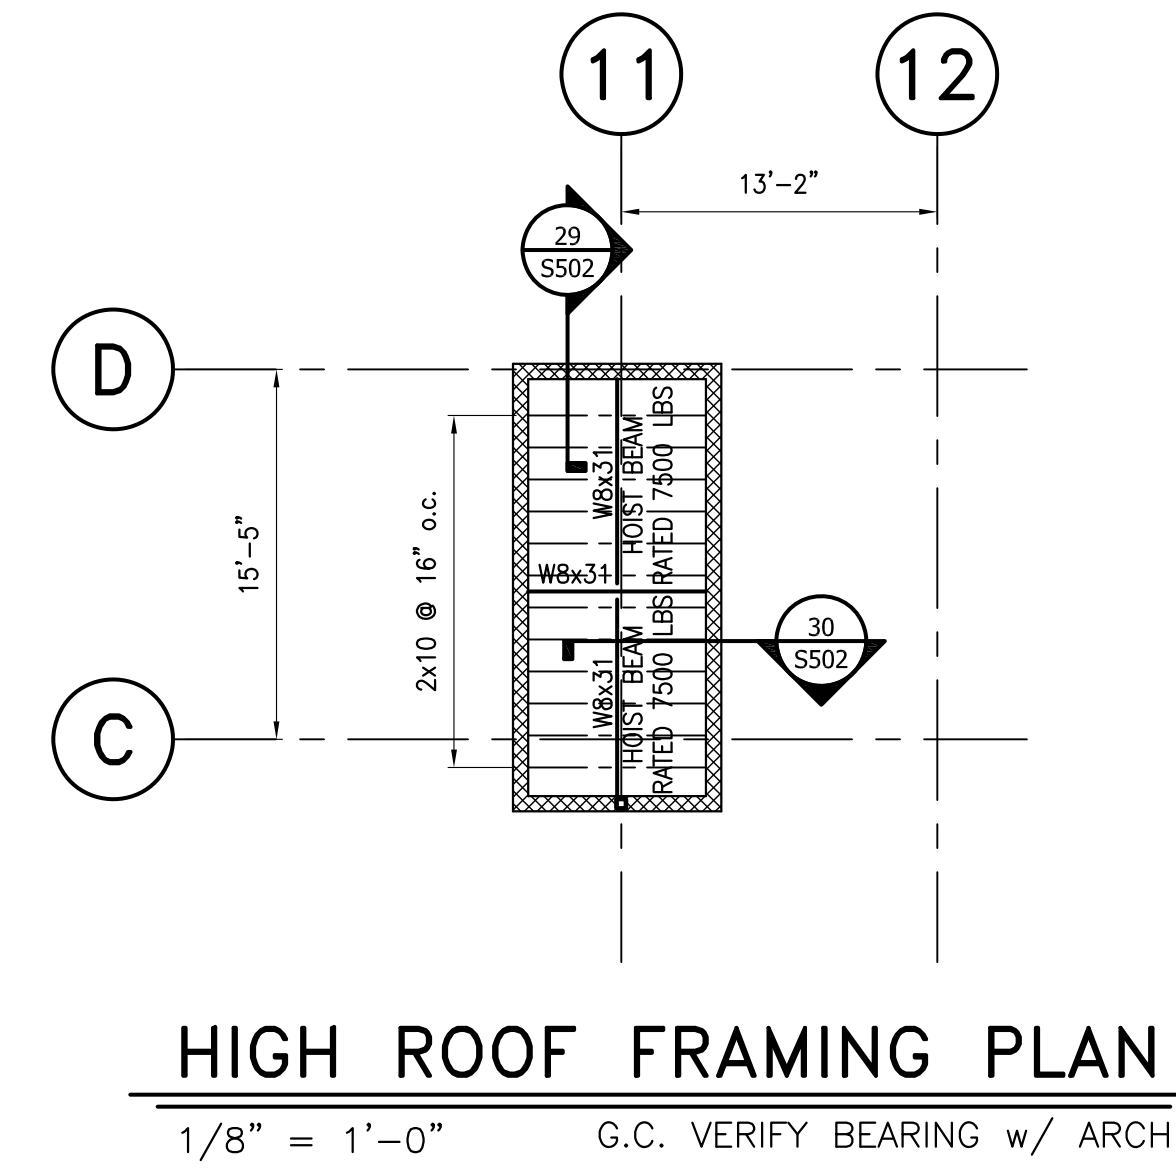 11
12
13'-2"
29
S502
D
15'-5"
2x10 @ 16" o.c.
W8x31
HOIST BEAM
RATED 7500 LBS
W8x31
W8x31
HOIST BEAM
RATED 7500 LBS
30
S502
C
HIGH ROOF FRAMING PLAN
1/8" = 1'-0"
G.C. VERIFY BEARING w/ ARCH